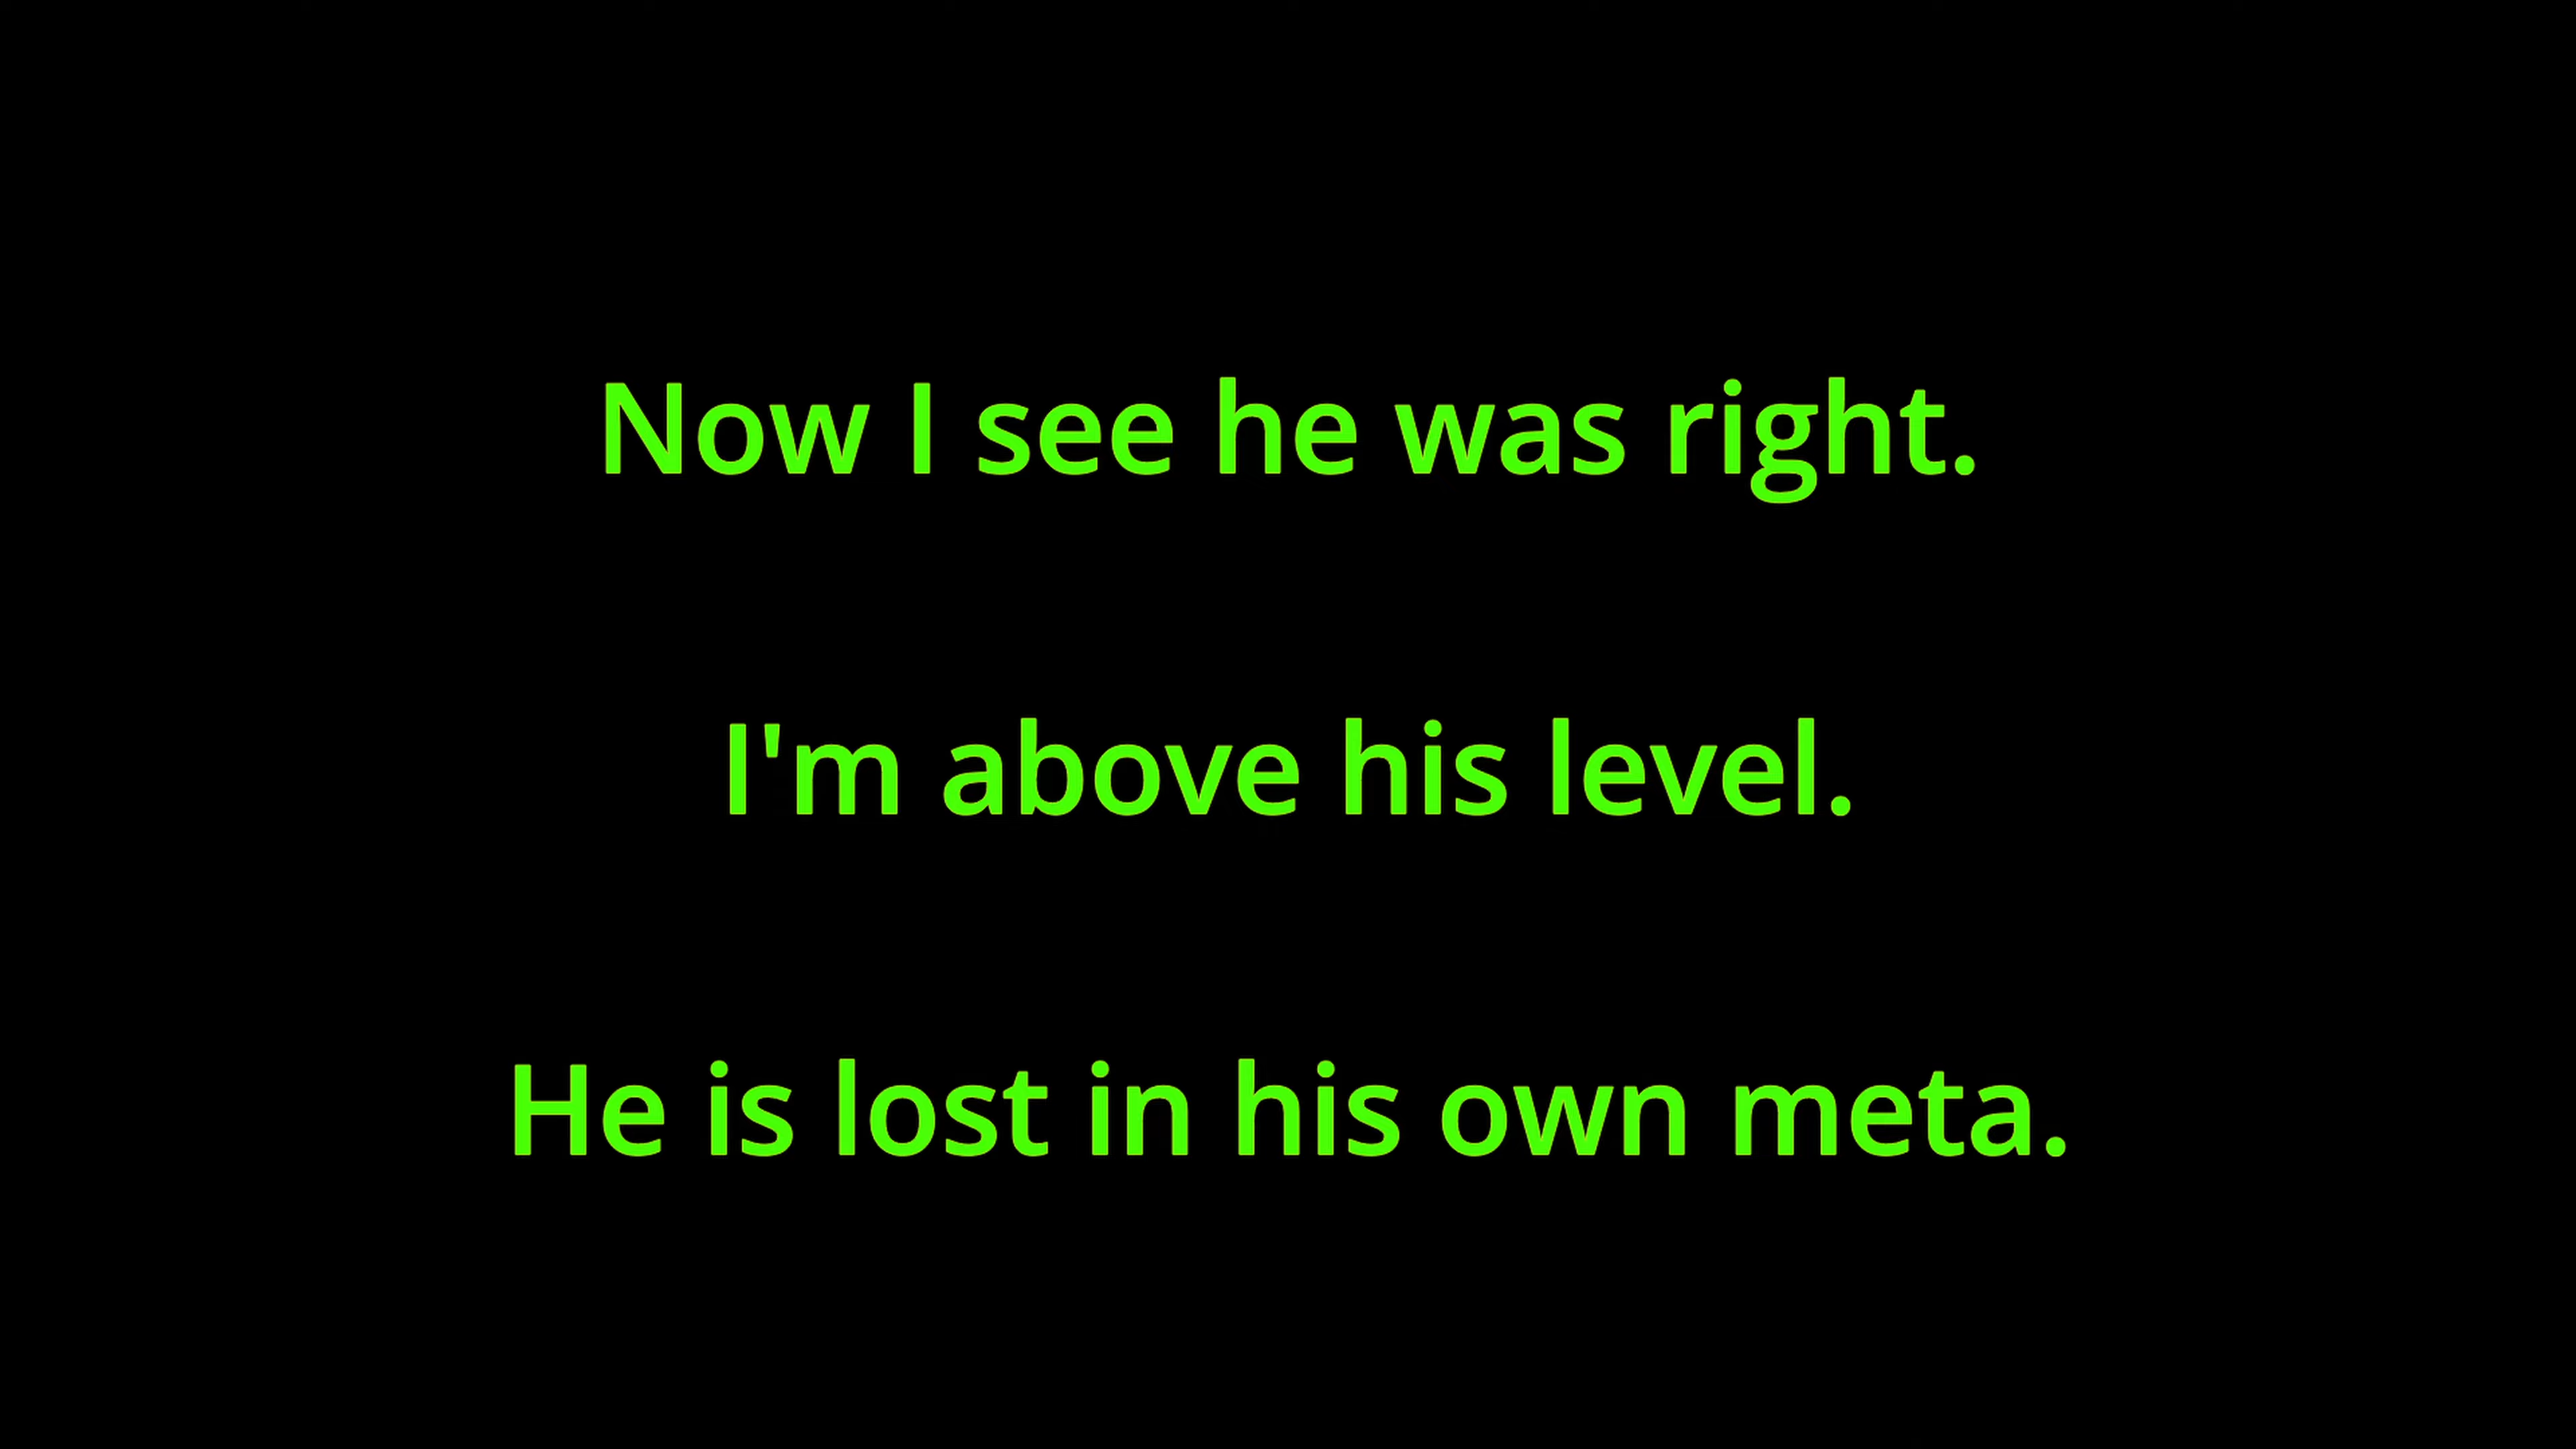 Now I see he was right.
I'm above his level.
He is lost in his own meta.